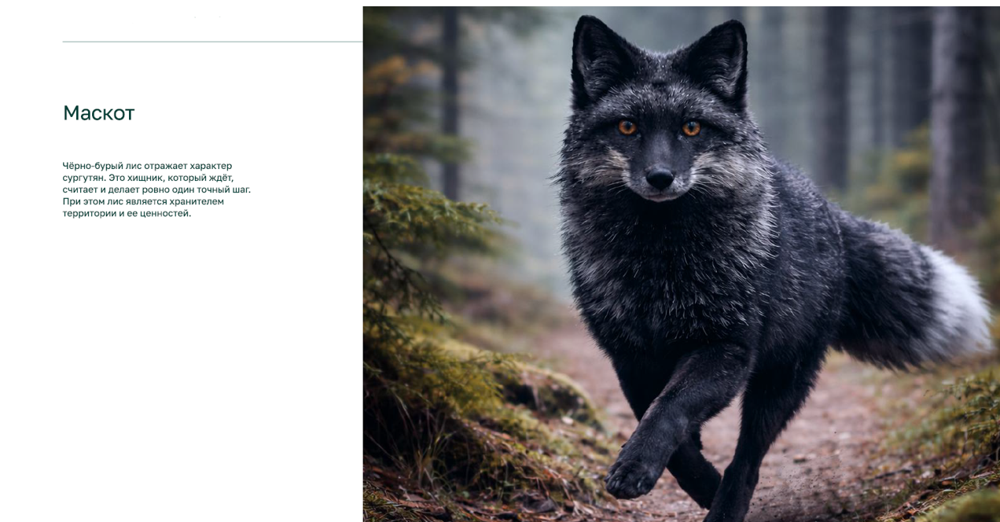 Маскот
Чёрно-бурый лис отражает характер
сургутян. Это хищник, который ждёт,
считает и делает ровно один точный шаг.
При этом лис является хранителем
территории и ее ценностей.